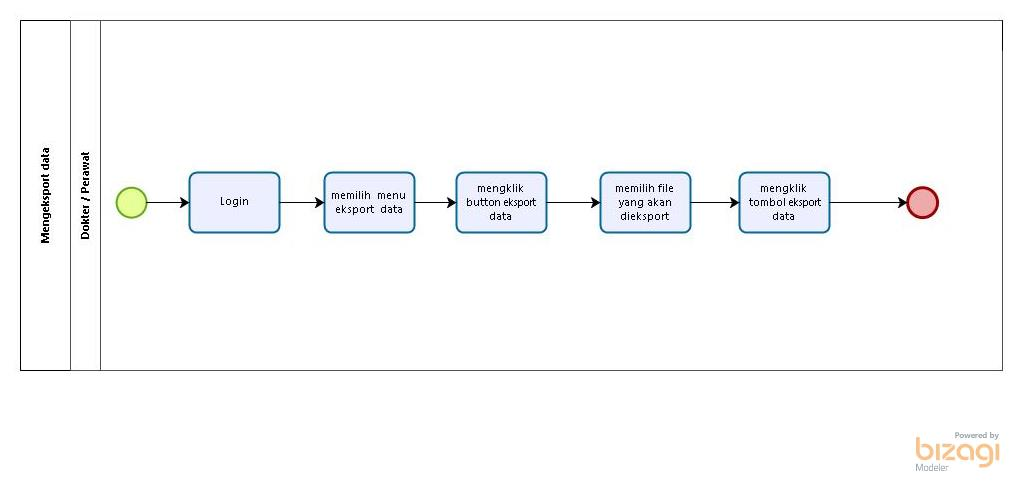 Mengeksport data
Dokter / Perawat
Login
memilih menu
eksport data
mengklik
button eksport
data
memilih file
yang akan
dieksport
mengklik
tombol eksport
data
Powered by
bizagi
Modeler